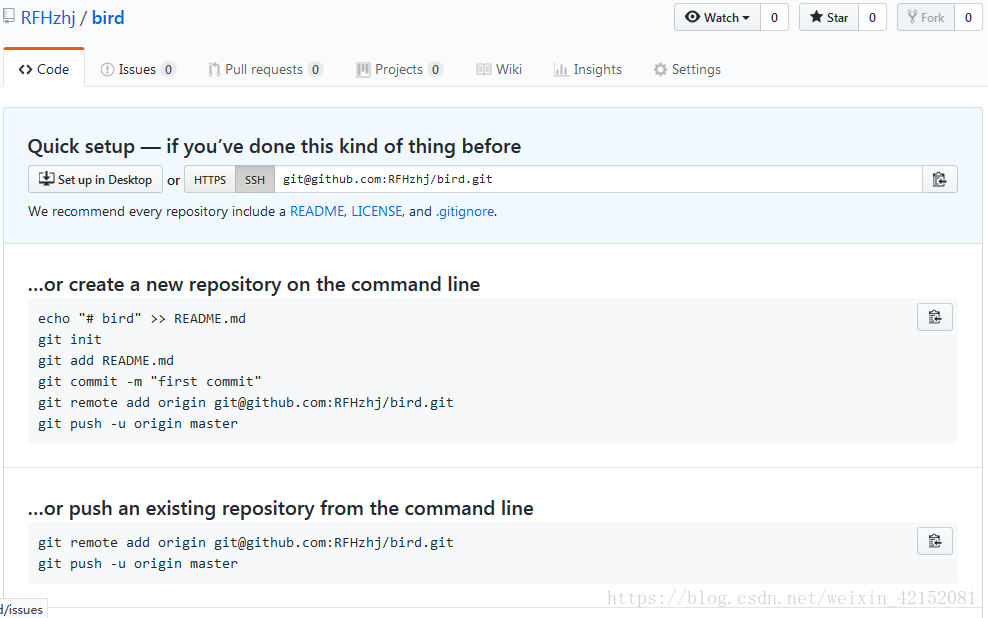 RFHzhj / bird
Watch 0 Star 0 Fork 0
Code Issues 0 Pull requests 0 Projects 0 Wiki Insights Settings
Quick setup — if you’ve done this kind of thing before
Set up in Desktop or HTTPS SSH git@github.com:RFHzhj/bird.git
We recommend every repository include a README, LICENSE, and .gitignore.
…or create a new repository on the command line
echo "# bird" >> README.md
git init
git add README.md
git commit -m "first commit"
git remote add origin git@github.com:RFHzhj/bird.git
git push -u origin master
…or push an existing repository from the command line
git remote add origin git@github.com:RFHzhj/bird.git
git push -u origin master
https://blog.csdn.net/weixin_42152081
d/issues